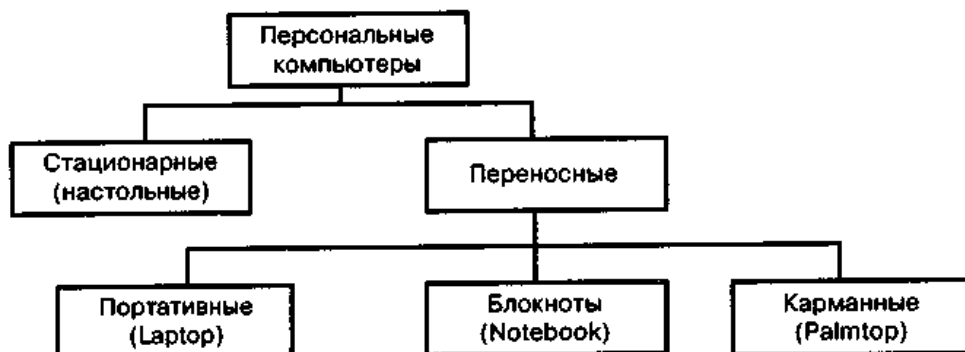 Персональные
компьютеры
Стационарные
(настольные)
Переносные
Портативные
(Laptop)
Блокноты
(Notebook)
Карманные
(Palmtop)